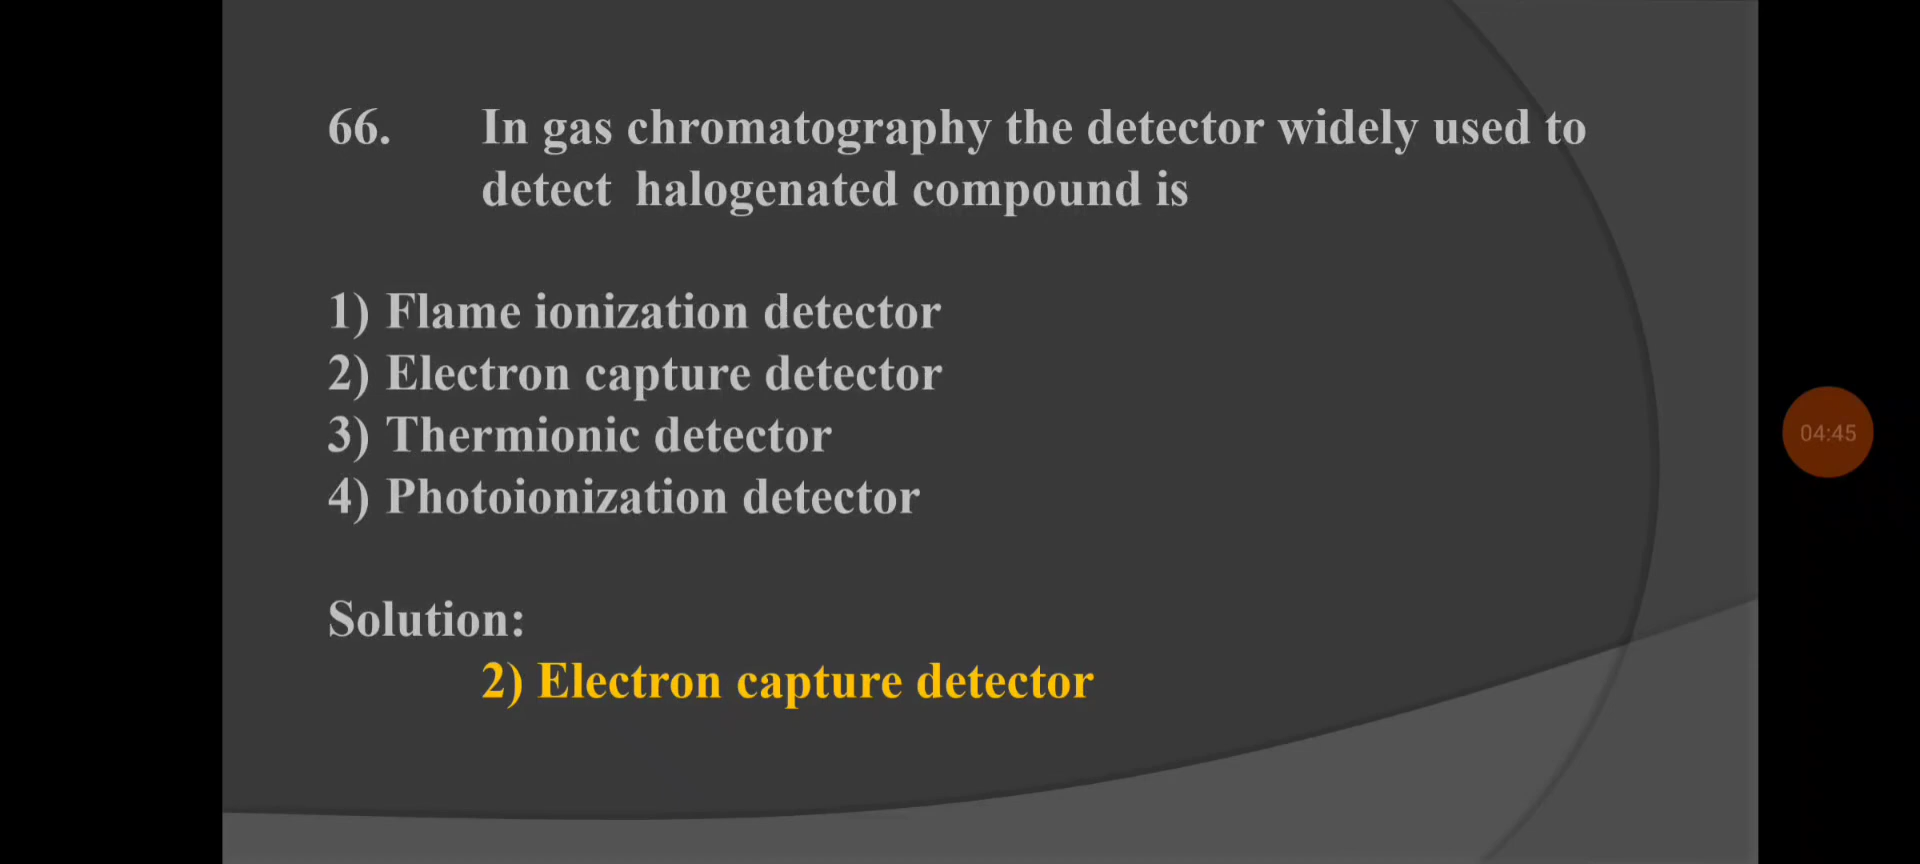 66. In gas chromatography the detector widely used to
detect halogenated compound is
1) Flame ionization detector
2) Electron capture detector
3) Thermionic detector
4) Photoionization detector
04:45
Solution:
2) Electron capture detector